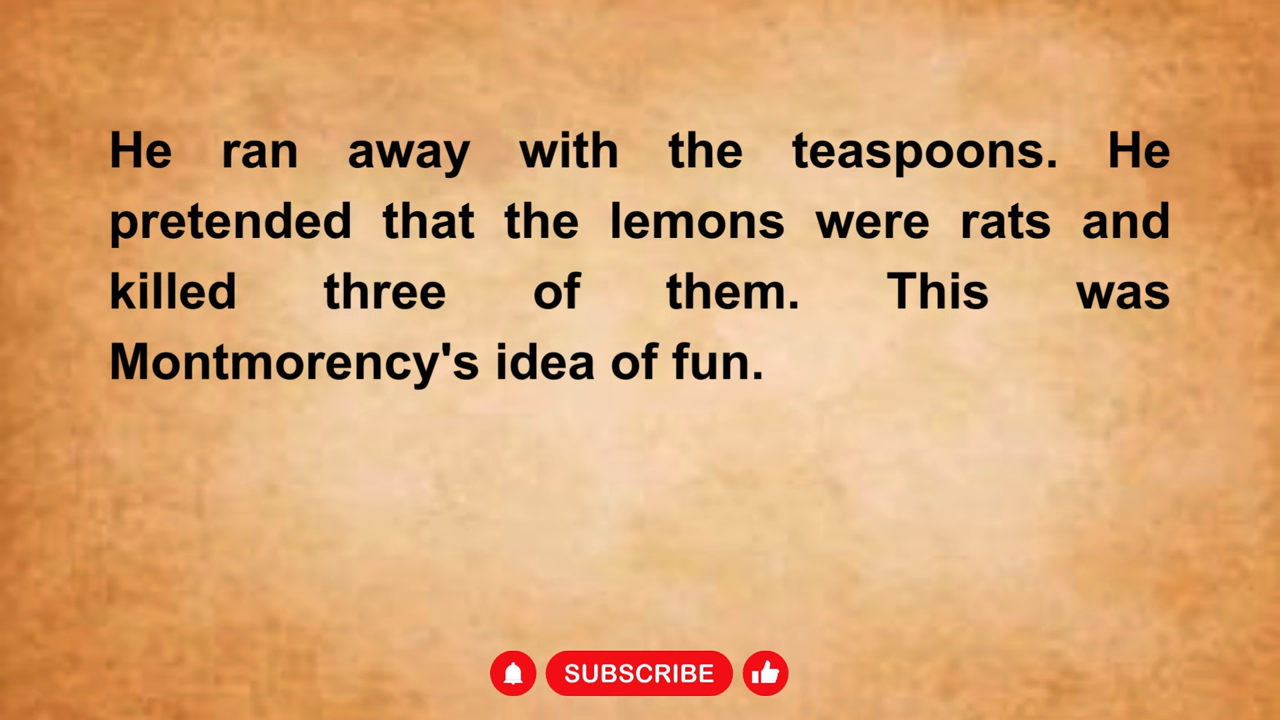 He ran away with the teaspoons. He
pretended that the lemons were rats and
killed three of them. This was
Montmorency's idea of fun.
SUBSCRIBE